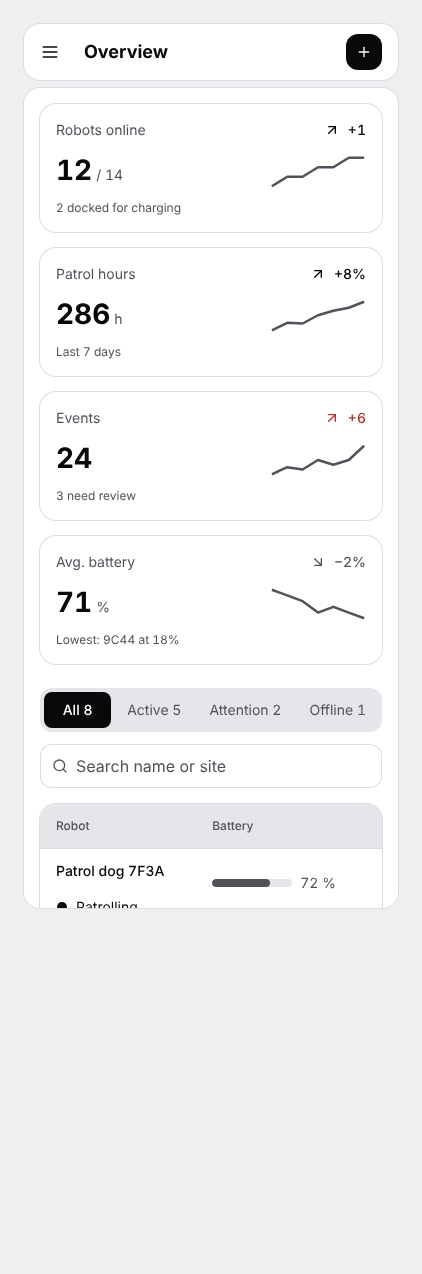 Overview
Robots online +1
12 / 14
2 docked for charging
Patrol hours +8%
286 h
Last 7 days
Events +6
24
3 need review
Avg. battery −2%
71 %
Lowest: 9C44 at 18%
All 8 Active 5 Attention 2 Offline 1
Search name or site
Robot Battery
Patrol dog 7F3A
72 %
Patrolling